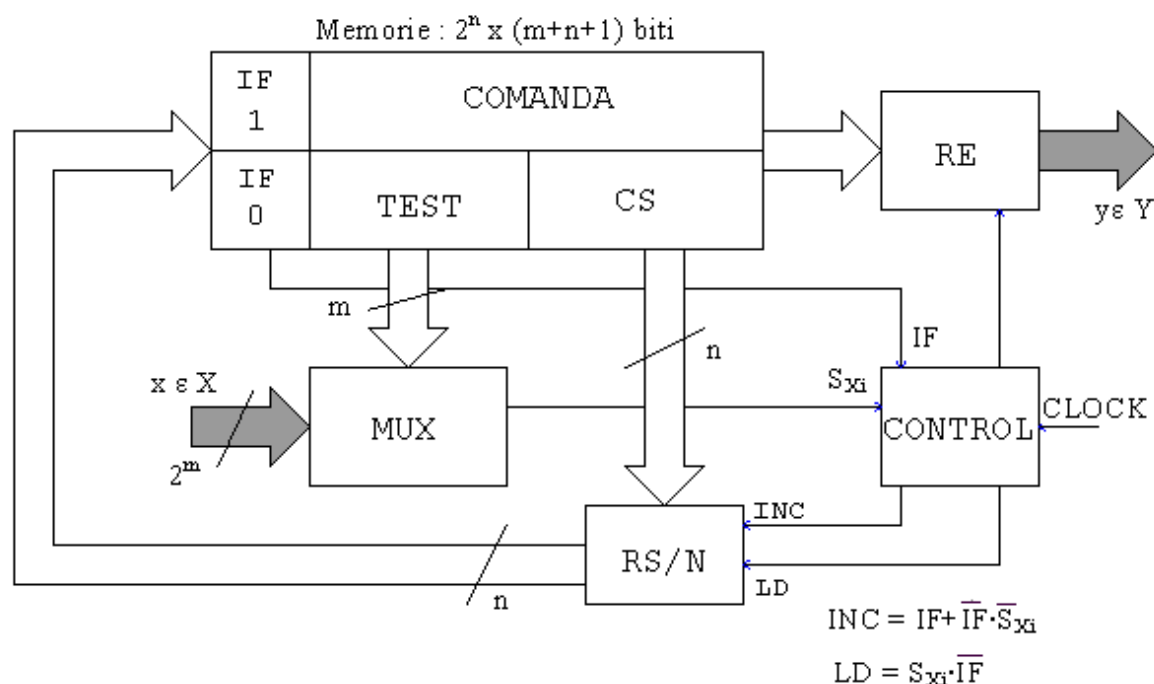 Memorie : 2ⁿ x (m+n+1) biti
IF
1
COMANDA
RE
IF
0
TEST
CS
yε Y
m
n
IF
x ε X
S_Xi
MUX
CONTROL
CLOCK
2ᵐ
INC
RS/N
LD
n
INC = IF+ I̅F̅·S̅_Xi
LD = S_Xi·I̅F̅